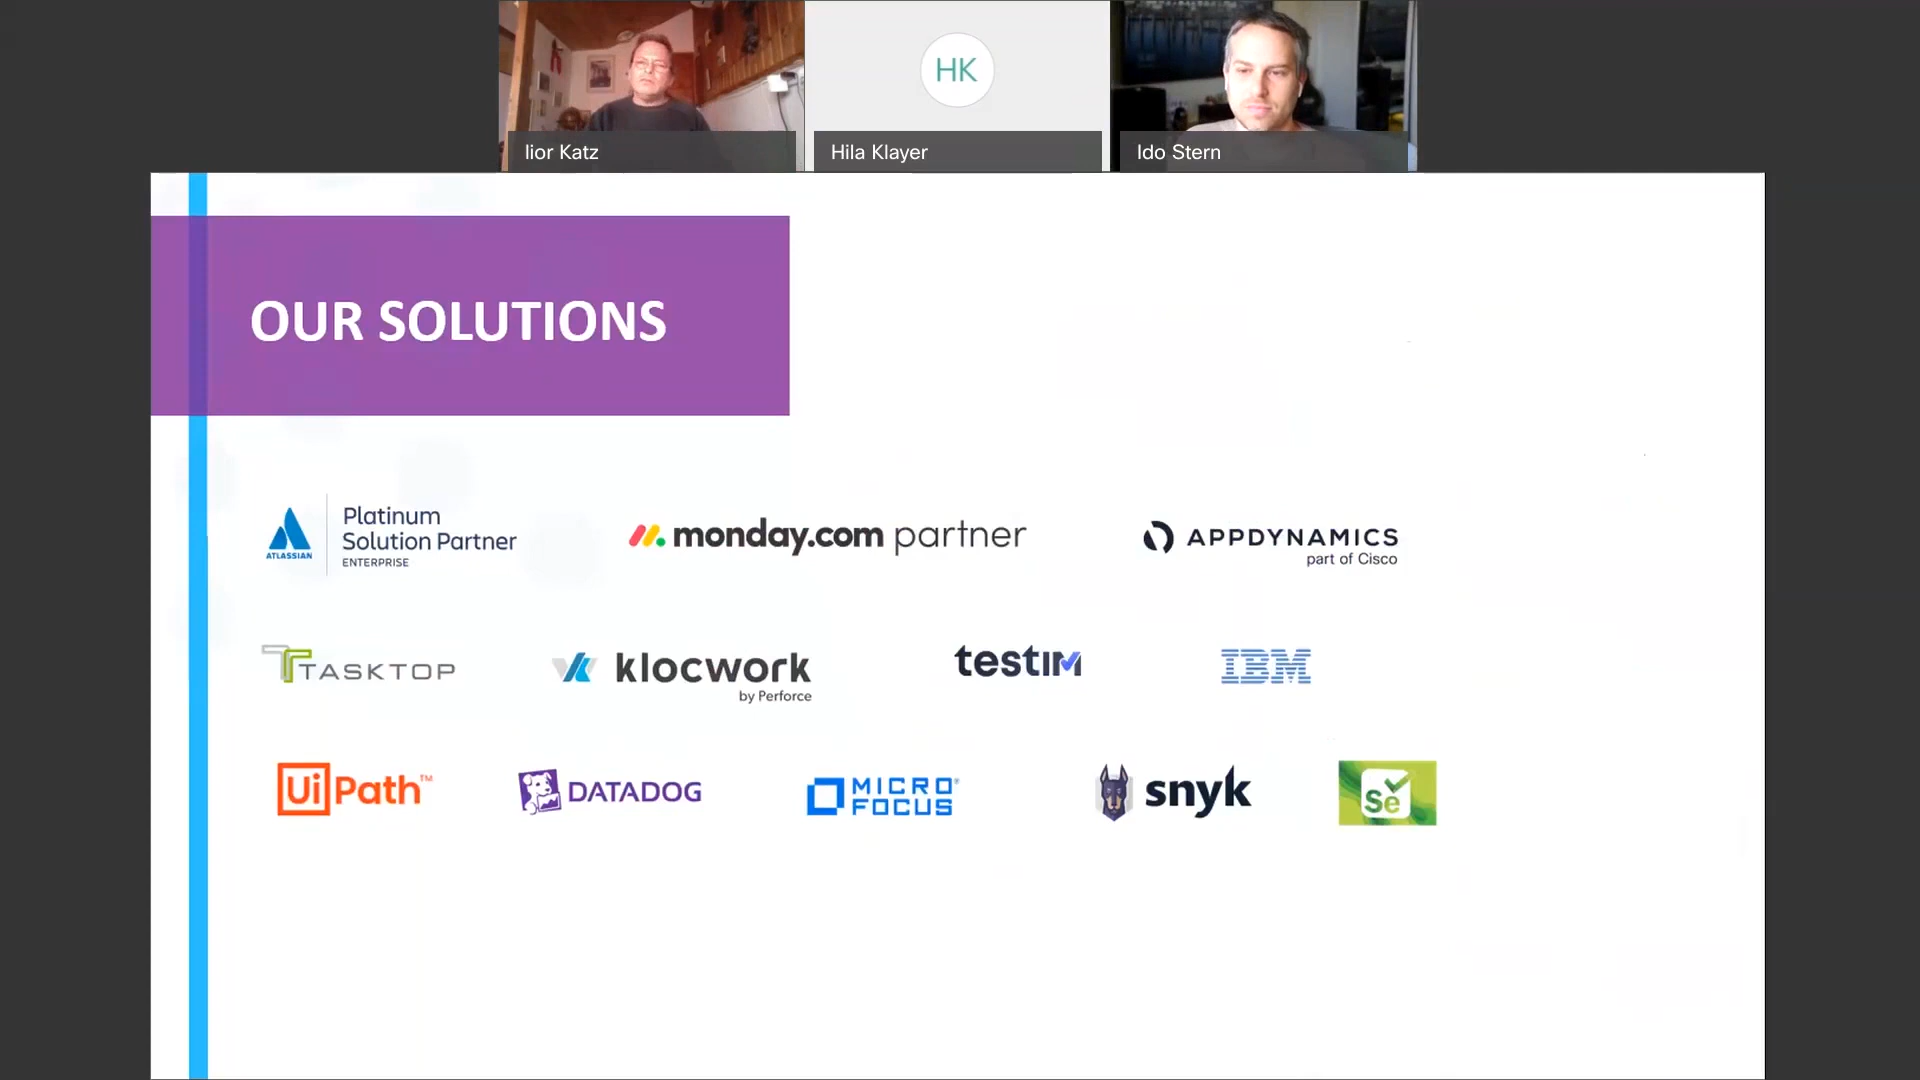 lior Katz
HK
Hila Klayer
Ido Stern
OUR SOLUTIONS
ATLASSIAN
Platinum
Solution Partner
ENTERPRISE
monday.com partner
APPDYNAMICS
part of Cisco
TASKTOP
klocwork
by Perforce
testim
IBM
UiPath™
DATADOG
MICRO®
FOCUS
snyk
Se